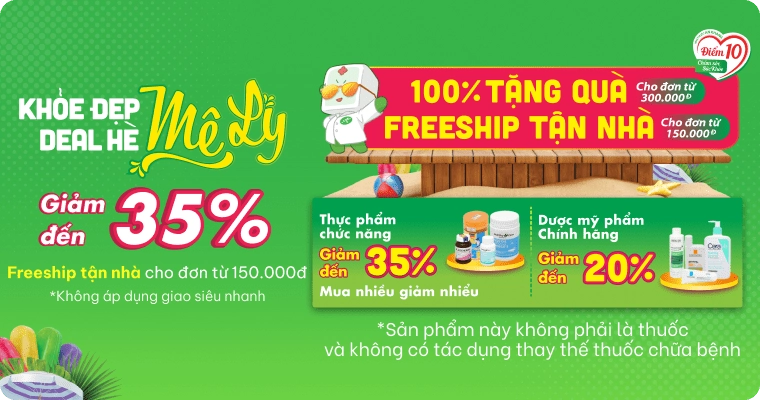 KHỎE ĐẸP
DEAL HÈ
Mê Ly
Giảm
đến
35%
Freeship tận nhà cho đơn từ 150.000đ
*Không áp dụng giao siêu nhanh
Điểm 10
Chăm sóc
Sức Khỏe
100% TẶNG QUÀ Cho đơn từ
300.000Đ
FREESHIP TẬN NHÀ Cho đơn từ
150.000Đ
Thực phẩm
chức năng
Giảm
đến
35%
Mua nhiều giảm nhiều
Dược mỹ phẩm
Chính hãng
Giảm
đến
20%
*Sản phẩm này không phải là thuốc
và không có tác dụng thay thế thuốc chữa bệnh